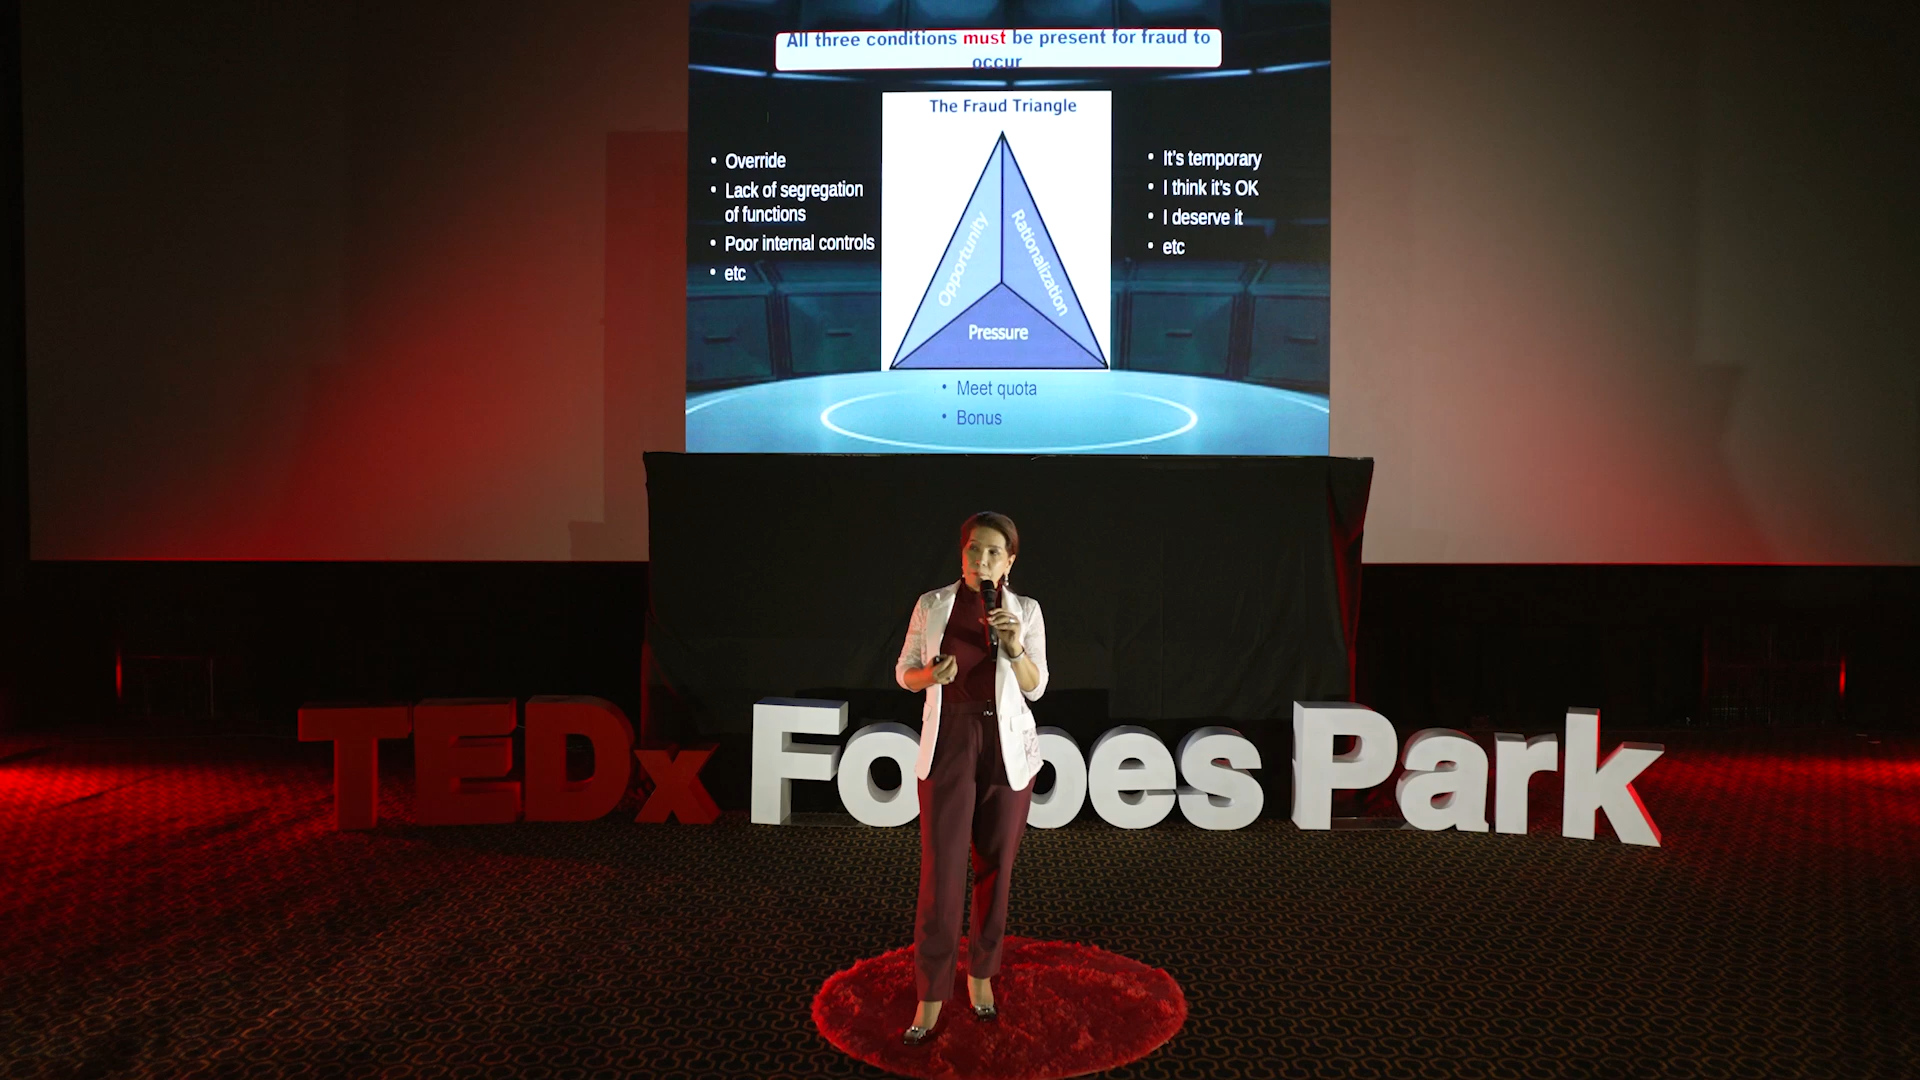 All three conditions must be present for fraud to
occur
The Fraud Triangle
• Override
• Lack of segregation
of functions
• Poor internal controls
• etc
Opportunity
Rationalization
Pressure
• It's temporary
• I think it's OK
• I deserve it
• etc
• Meet quota
• Bonus
TEDx Forbes Park